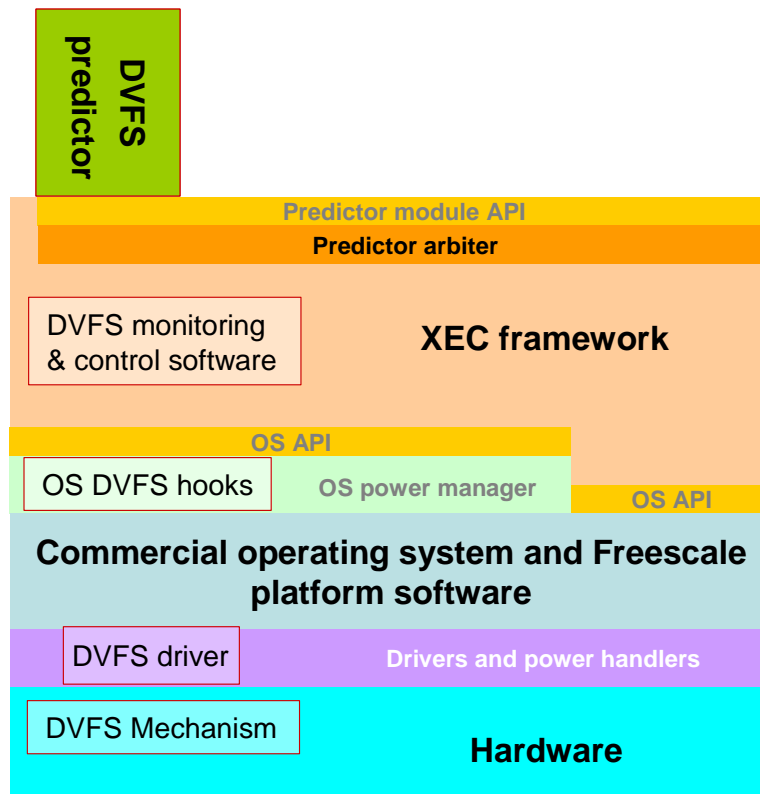 DVFS
predictor
Predictor module API
Predictor arbiter
DVFS monitoring
& control software
XEC framework
OS API
OS DVFS hooks
OS power manager
OS API
Commercial operating system and Freescale
platform software
DVFS driver
Drivers and power handlers
DVFS Mechanism
Hardware